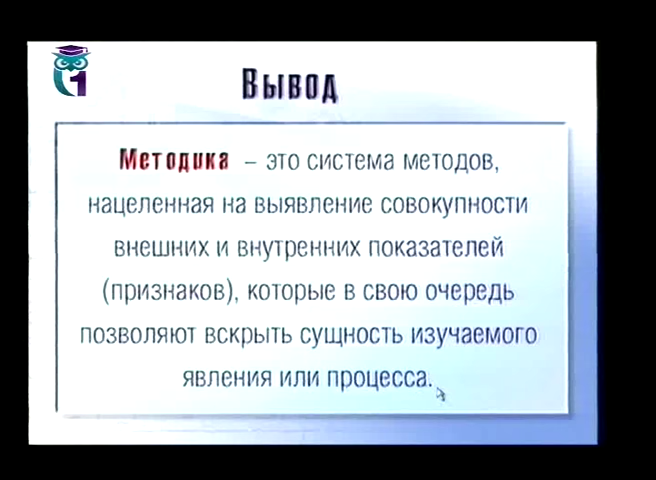 1
Вывод
Методика – это система методов,
нацеленная на выявление совокупности
внешних и внутренних показателей
(признаков), которые в свою очередь
позволяют вскрыть сущность изучаемого
явления или процесса.